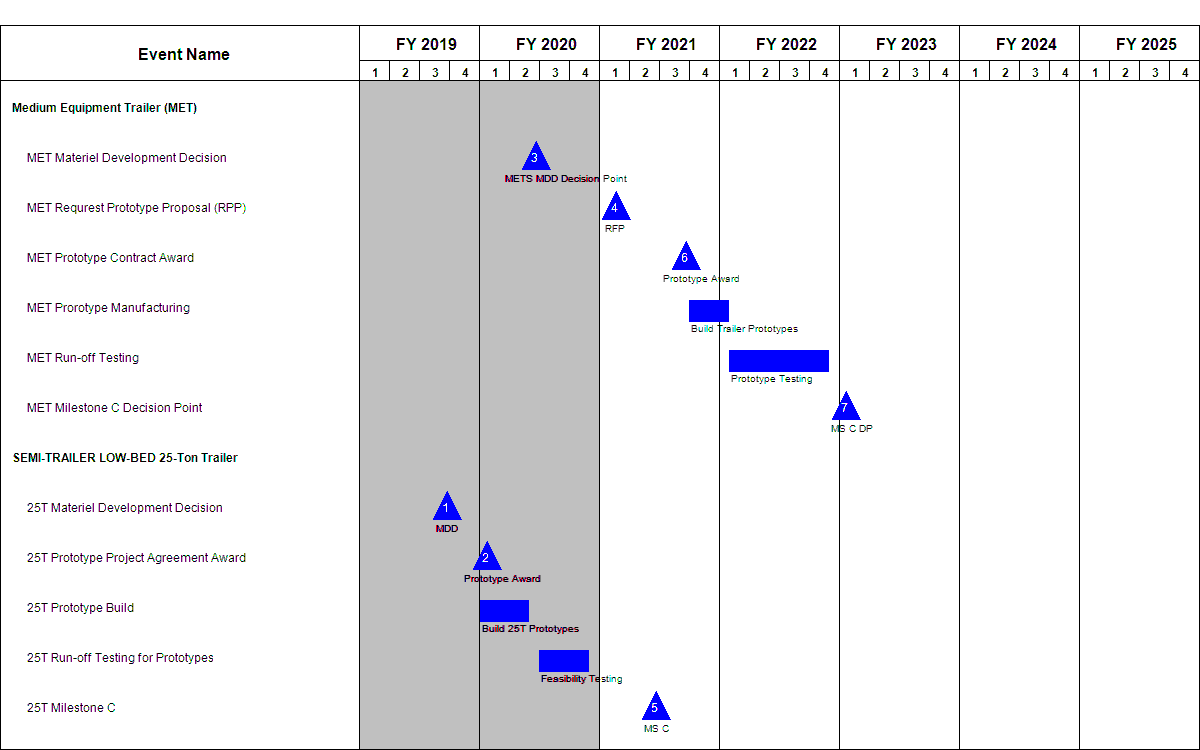 Event Name FY 2019 FY 2020 FY 2021 FY 2022 FY 2023 FY 2024 FY 2025
1 2 3 4 1 2 3 4 1 2 3 4 1 2 3 4 1 2 3 4 1 2 3 4 1 2 3 4
Medium Equipment Trailer (MET)
MET Materiel Development Decision 3
METS MDD Decision Point
MET Requrest Prototype Proposal (RPP) 4
RFP
MET Prototype Contract Award 6
Prototype Award
MET Prorotype Manufacturing
Build Trailer Prototypes
MET Run-off Testing
Prototype Testing
MET Milestone C Decision Point 7
MS C DP
SEMI-TRAILER LOW-BED 25-Ton Trailer
25T Materiel Development Decision 1
MDD
25T Prototype Project Agreement Award 2
Prototype Award
25T Prototype Build
Build 25T Prototypes
25T Run-off Testing for Prototypes
Feasibility Testing
25T Milestone C 5
MS C